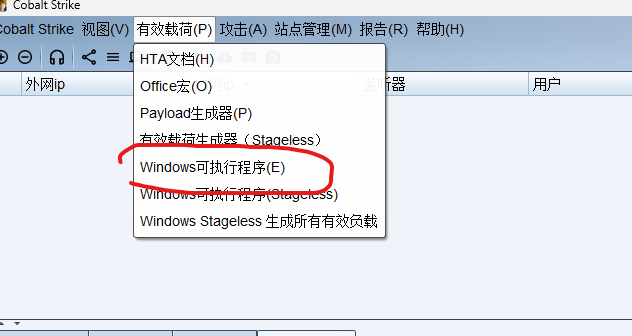 Cobalt Strike
Cobalt Strike 视图(V) 有效载荷(P) 攻击(A) 站点管理(M) 报告(R) 帮助(H)
外网ip ip 监听器 用户
HTA文档(H)
Office宏(O)
Payload生成器(P)
有效载荷生成器（Stageless）
Windows可执行程序(E)
Windows可执行程序(Stageless)
Windows Stageless 生成所有有效负载